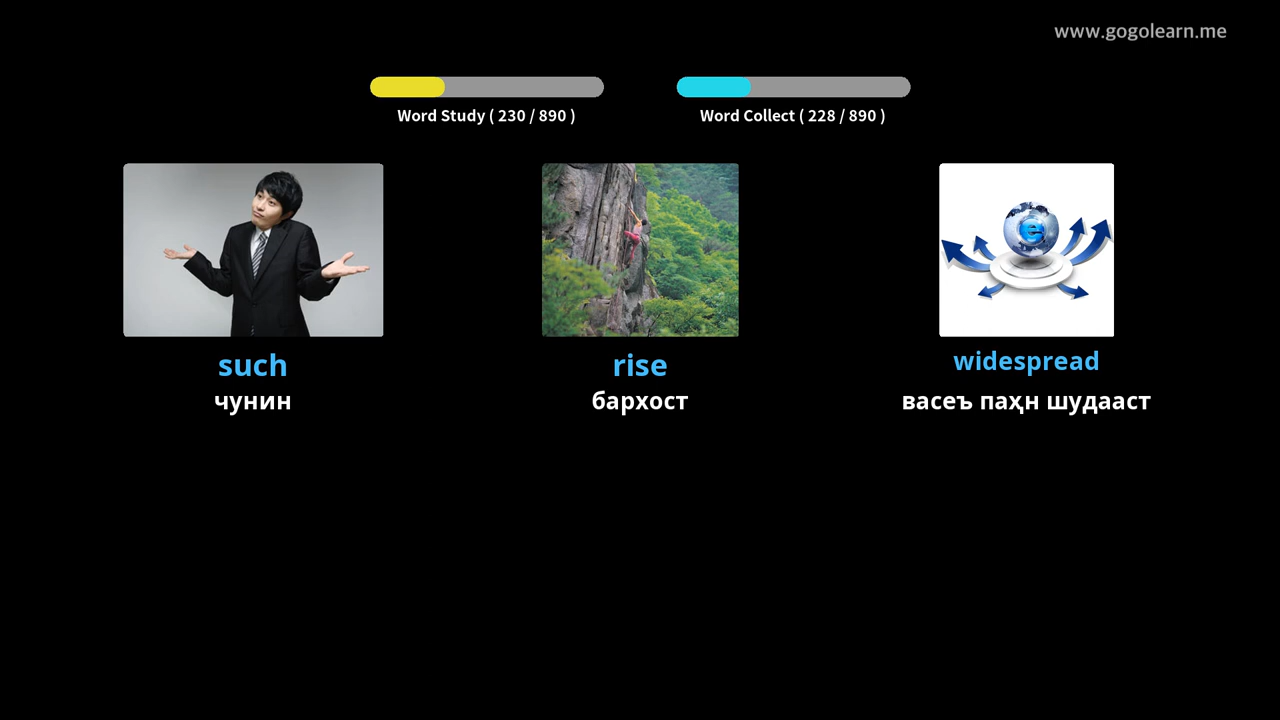 www.gogolearn.me
Word Study ( 230 / 890 )
Word Collect ( 228 / 890 )
such
rise
widespread
чунин
бархост
васеъ паҳн шудааст